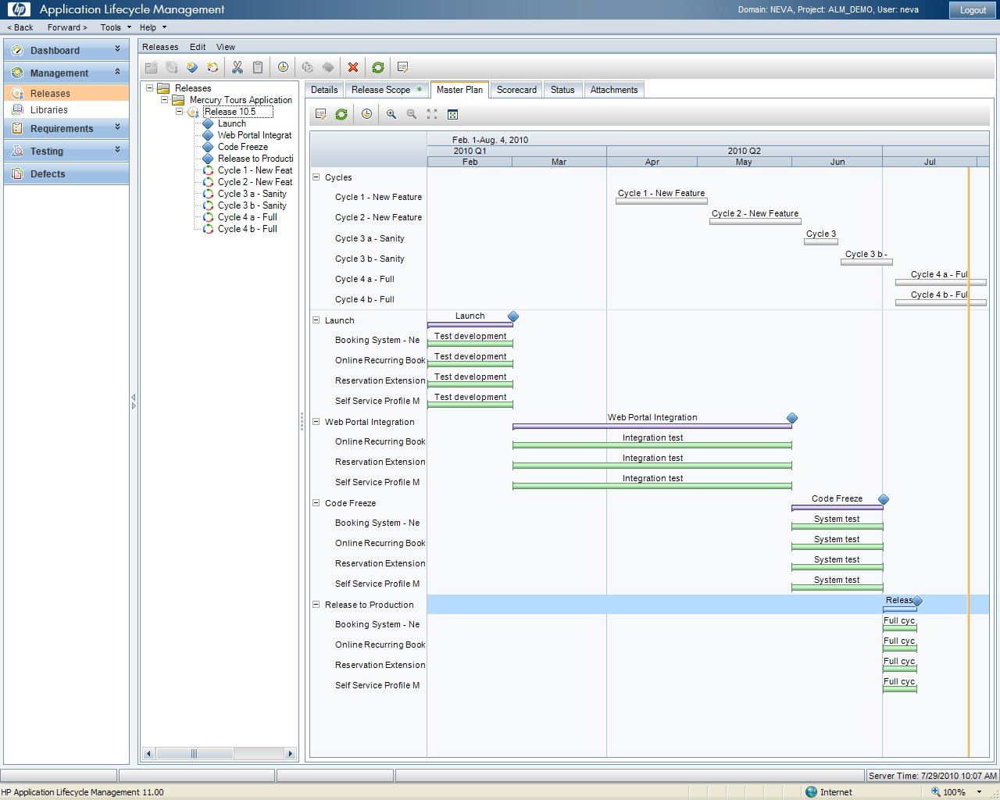 hp Application Lifecycle Management
Domain: NEVA, Project: ALM_DEMO, User: neva
Logout
< Back Forward > Tools Help
Dashboard
Management
Releases
Libraries
Requirements
Testing
Defects
Releases Edit View
Releases
Mercury Tours Application
Release 10.5
Launch
Web Portal Integrat
Code Freeze
Release to Producti
Cycle 1 - New Feat
Cycle 2 - New Feat
Cycle 3 a - Sanity
Cycle 3 b - Sanity
Cycle 4 a - Full
Cycle 4 b - Full
Details Release Scope * Master Plan Scorecard Status Attachments
Feb. 1-Aug. 4, 2010
2010 Q1 2010 Q2
Feb Mar Apr May Jun Jul
Cycles
Cycle 1 - New Feature Cycle 1 - New Feature
Cycle 2 - New Feature Cycle 2 - New Feature
Cycle 3 a - Sanity Cycle 3
Cycle 3 b - Sanity Cycle 3 b -
Cycle 4 a - Full Cycle 4 a - Ful
Cycle 4 b - Full Cycle 4 b - Ful
Launch Launch
Booking System - Ne Test development
Online Recurring Book Test development
Reservation Extension Test development
Self Service Profile M Test development
Web Portal Integration Web Portal Integration
Online Recurring Book Integration test
Reservation Extension Integration test
Self Service Profile M Integration test
Code Freeze Code Freeze
Booking System - Ne System test
Online Recurring Book System test
Reservation Extension System test
Self Service Profile M System test
Release to Production Releas
Booking System - Ne Full cyc
Online Recurring Book Full cyc
Reservation Extension Full cyc
Self Service Profile M Full cyc
Server Time: 7/29/2010 10:07 AM
HP Application Lifecycle Management 11.00
Internet
100%